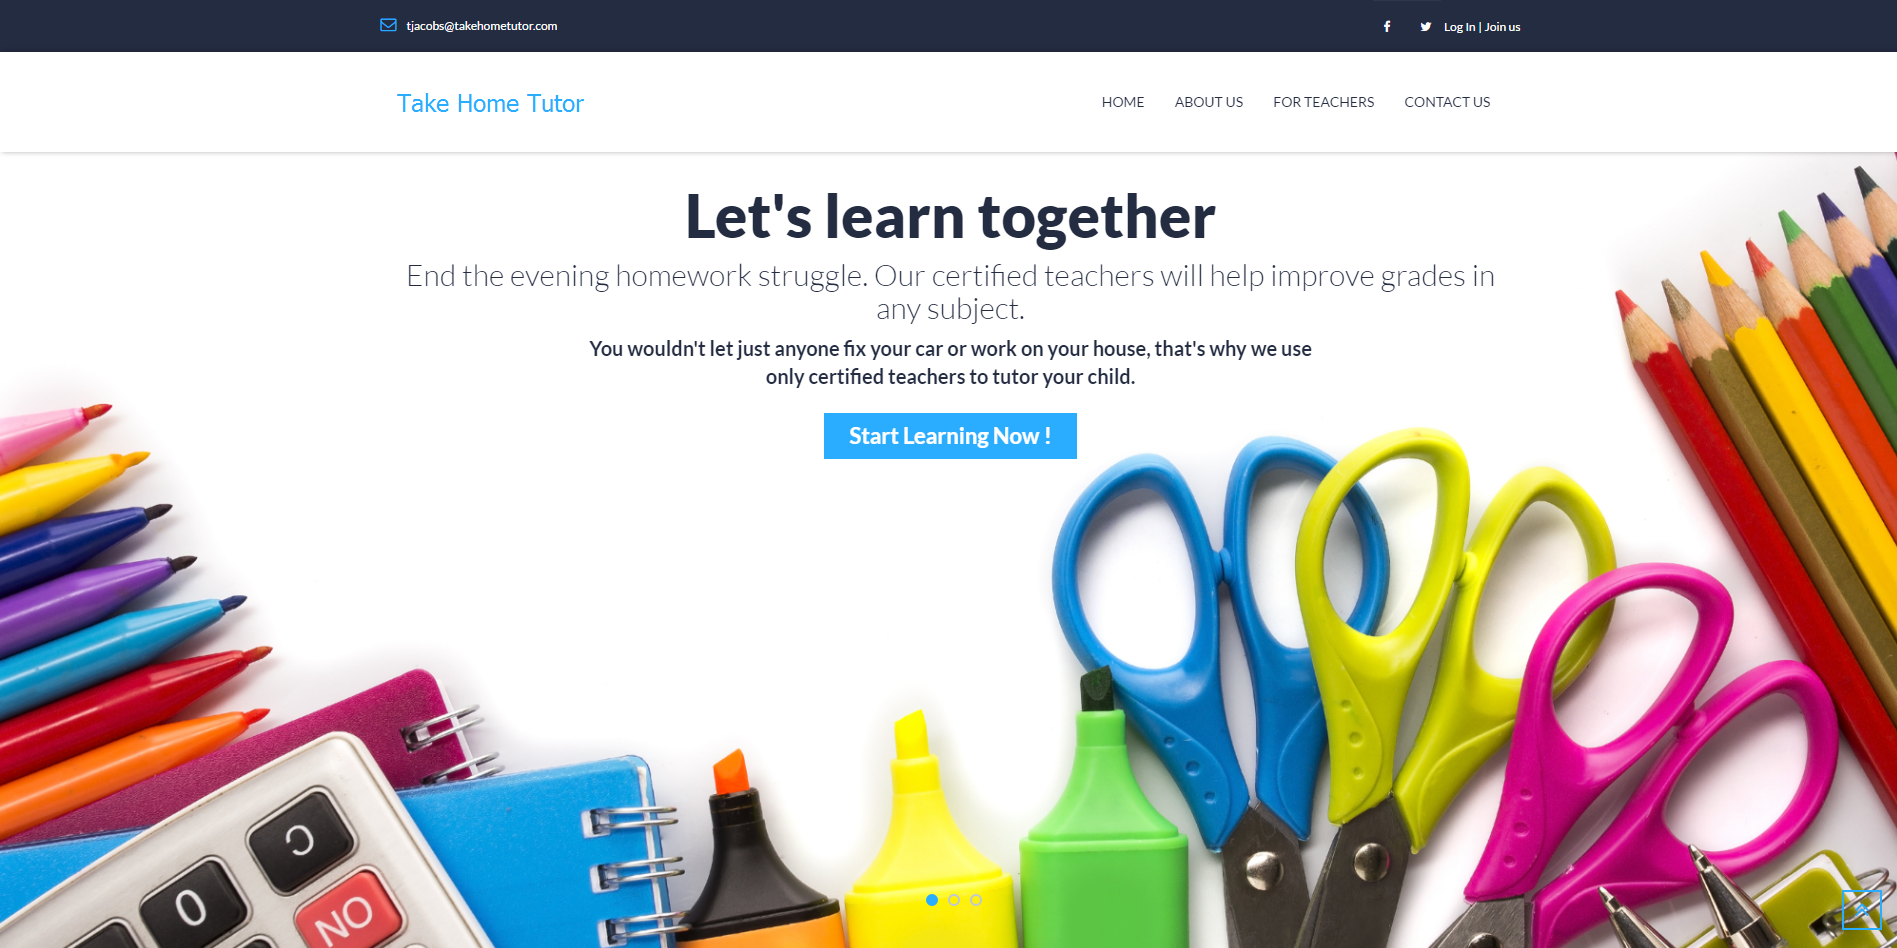 tjacobs@takehometutor.com
Log In | Join us
Take Home Tutor
HOME ABOUT US FOR TEACHERS CONTACT US
Let's learn together
End the evening homework struggle. Our certified teachers will help improve grades in
any subject.
You wouldn't let just anyone fix your car or work on your house, that's why we use
only certified teachers to tutor your child.
Start Learning Now !
C
0
ON